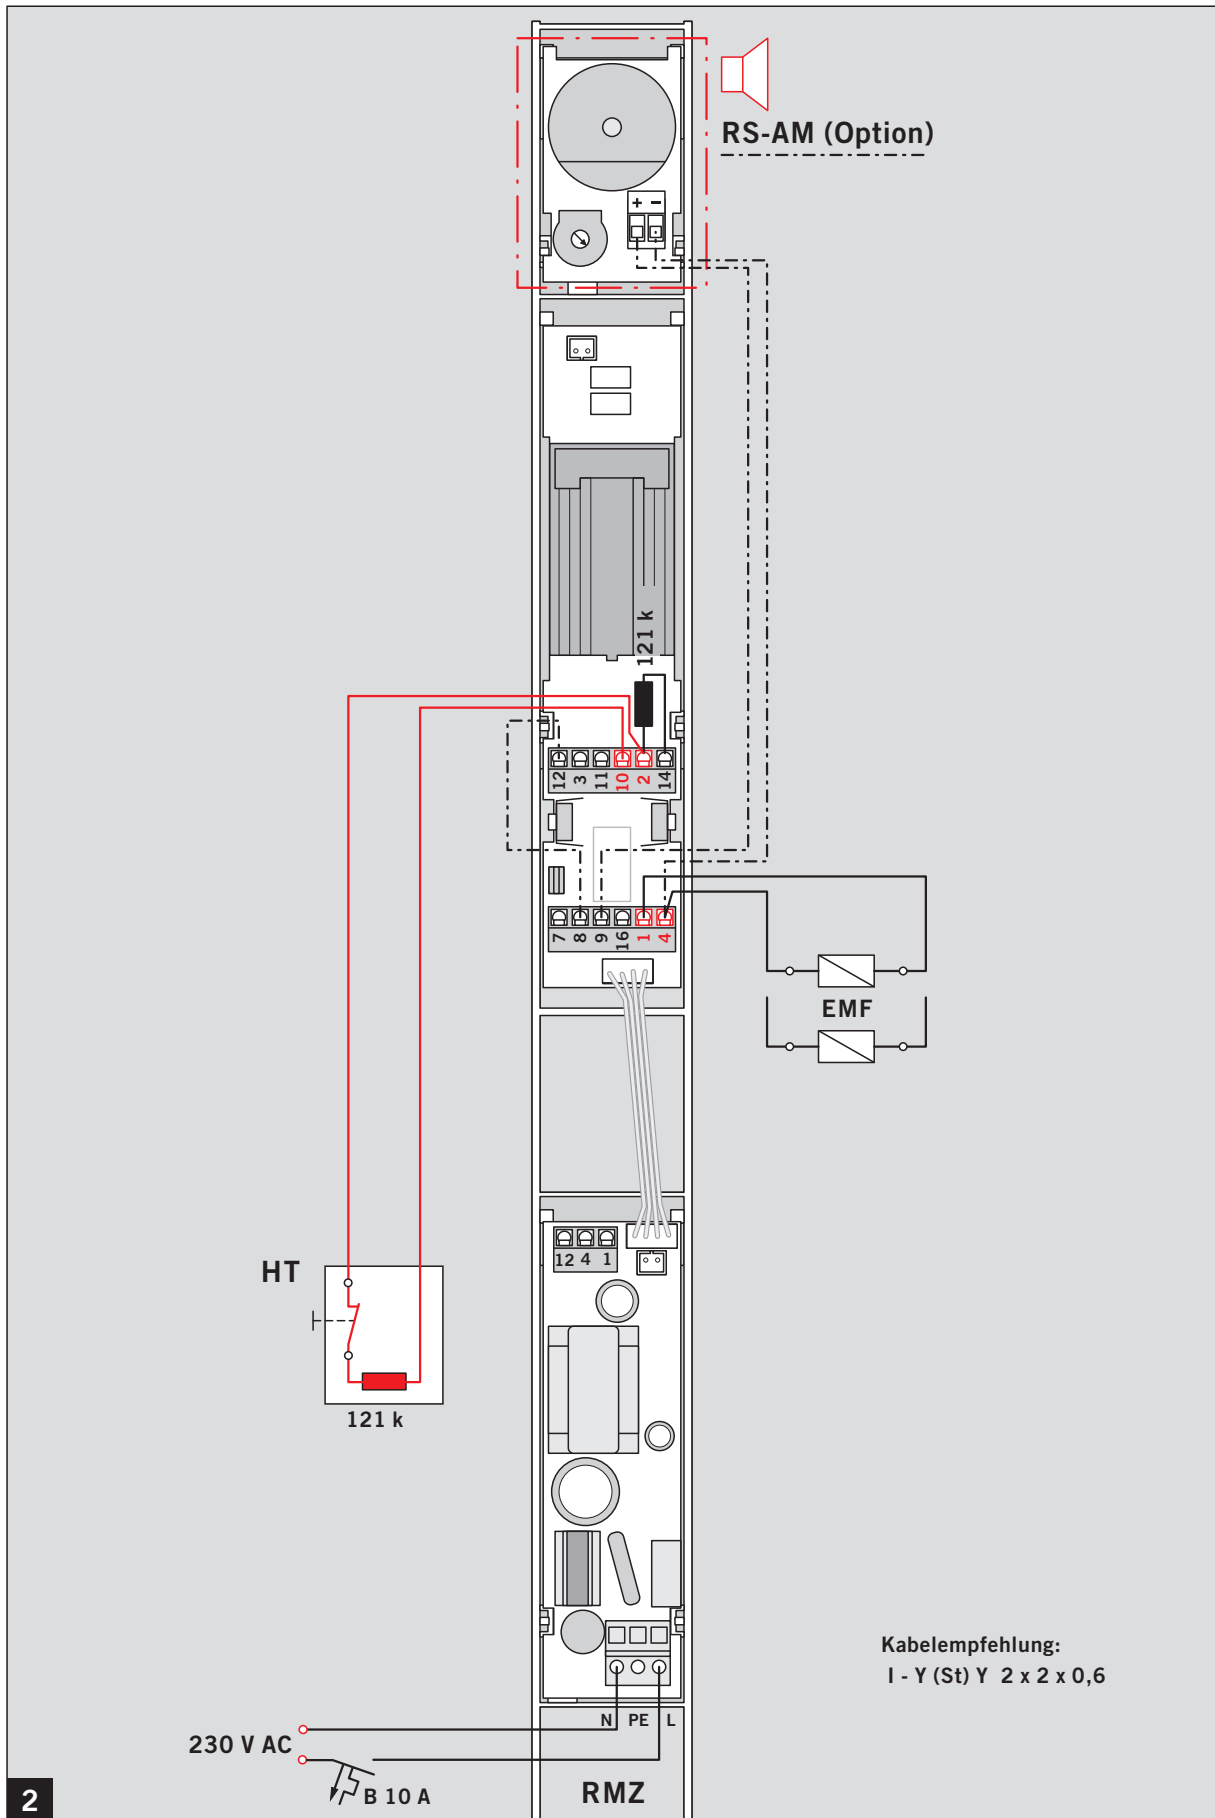 RS-AM (Option)
+ −
121 k
12 3 11 10 2 14
7 8 9 16 1 4
EMF
12 4 1
HT
121 k
Kabelempfehlung:
I - Y (St) Y 2 x 2 x 0,6
N PE L
230 V AC
B 10 A
RMZ
2